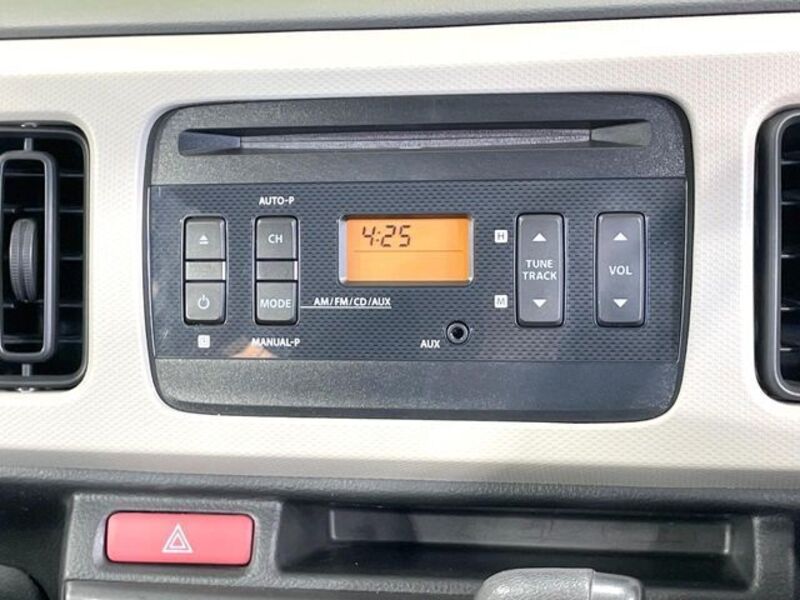 AUTO-P
CH
4:25
H
TUNE
TRACK
VOL
MODE
AM/FM/CD/AUX
M
MANUAL-P
AUX